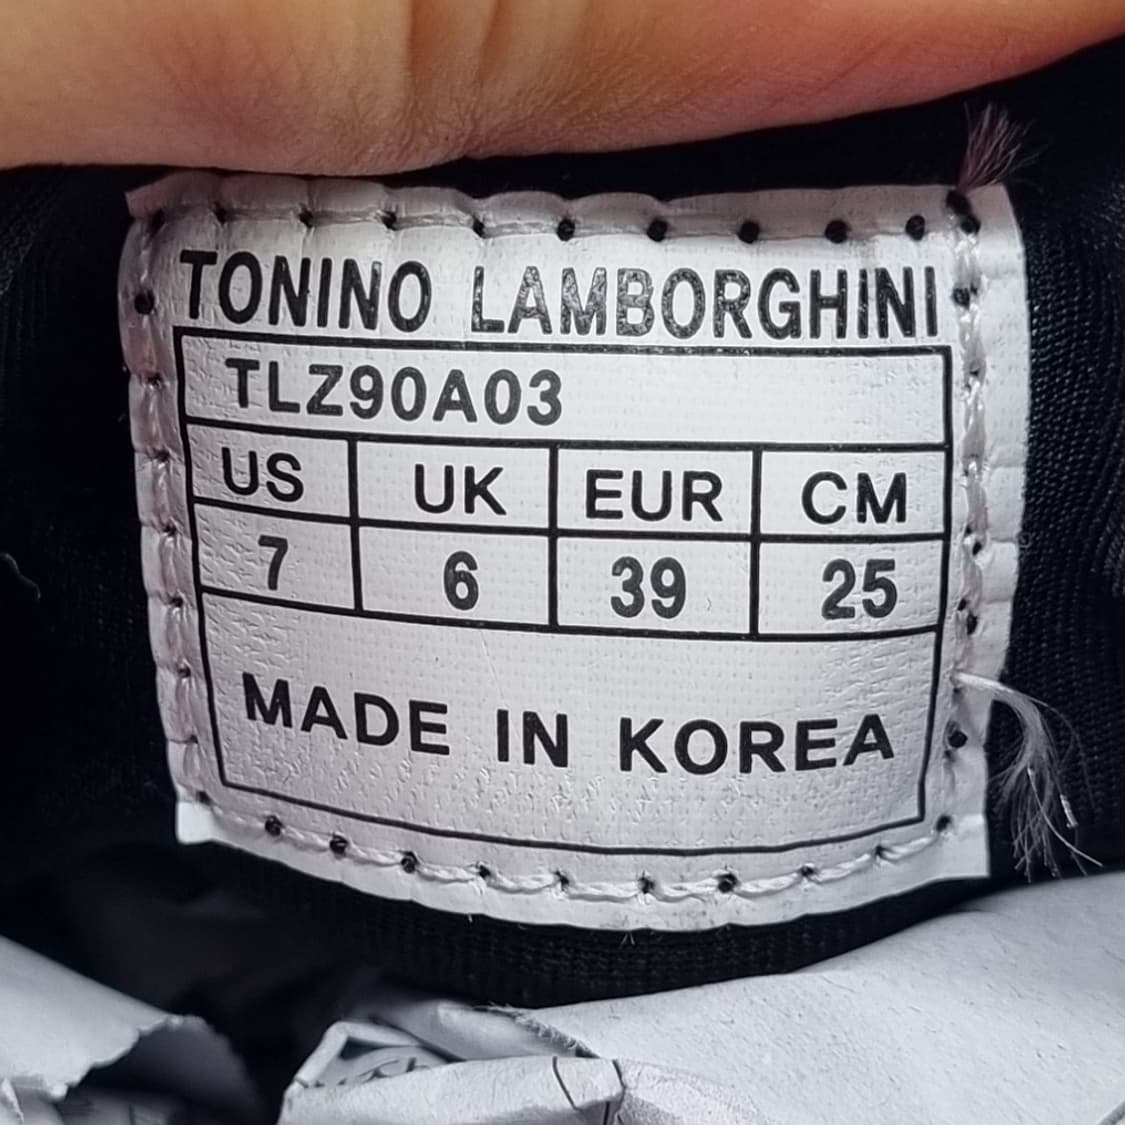 TONINO LAMBORGHINI
TLZ90A03
US UK EUR CM
7 6 39 25
MADE IN KOREA